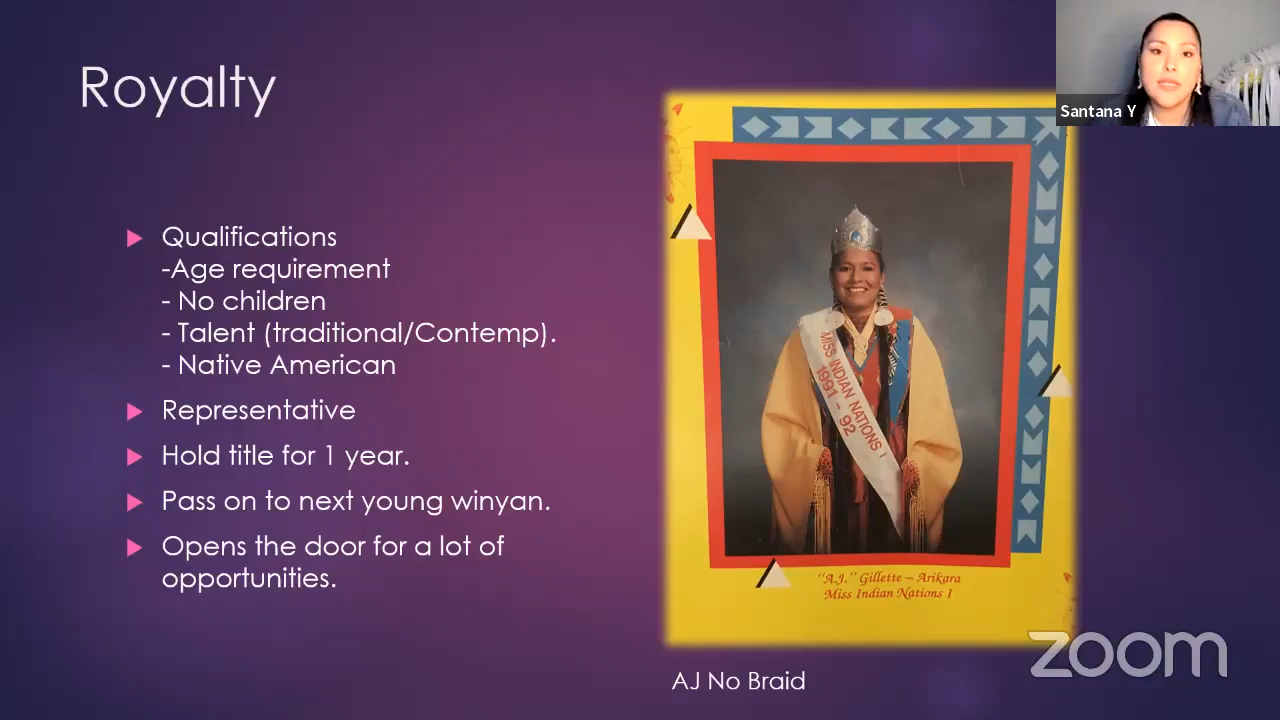 Royalty
Santana Y
Qualifications
-Age requirement
- No children
- Talent (traditional/Contemp).
- Native American
Representative
Hold title for 1 year.
Pass on to next young winyan.
Opens the door for a lot of
opportunities.
MISS INDIAN NATIONS I
1991 - 92
"A.J." Gillette – Arikara
Miss Indian Nations I
AJ No Braid
zoom